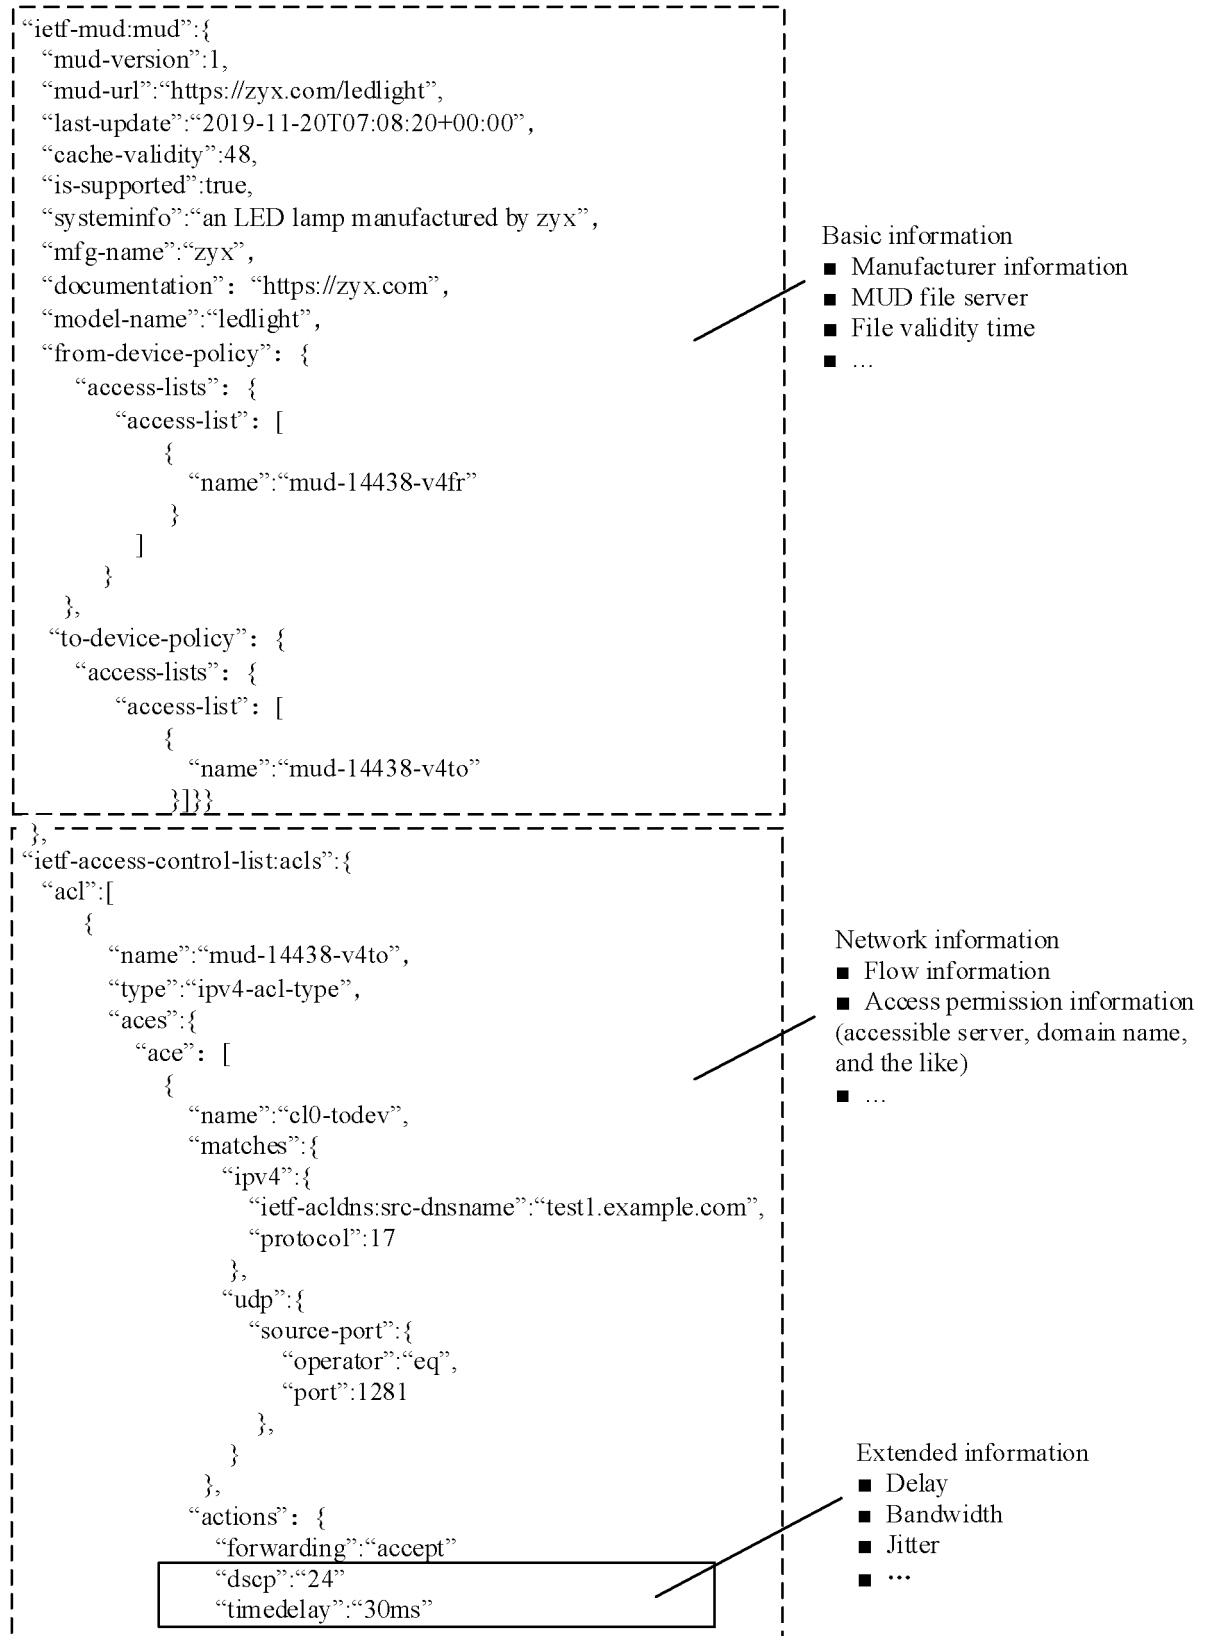 “ietf-mud:mud”:{
“mud-version”:1,
“mud-url”:“https://zyx.com/ledlight”,
“last-update”:“2019-11-20T07:08:20+00:00”,
“cache-validity”:48,
“is-supported”:true,
“systeminfo”:“an LED lamp manufactured by zyx”,
“mfg-name”:“zyx”,
“documentation”: “https://zyx.com”,
“model-name”:“ledlight”,
“from-device-policy”: {
“access-lists”: {
“access-list”: [
{
“name”:“mud-14438-v4fr”
}
]
}
},
“to-device-policy”: {
“access-lists”: {
“access-list”: [
{
“name”:“mud-14438-v4to”
}]}}
},
Basic information
■ Manufacturer information
■ MUD file server
■ File validity time
■ …
“ietf-access-control-list:acls”:{
“acl”:[
{
“name”:“mud-14438-v4to”,
“type”:“ipv4-acl-type”,
“aces”:{
“ace”: [
{
“name”:“cl0-todev”,
“matches”:{
“ipv4”:{
“ietf-acldns:src-dnsname”:“test1.example.com”,
“protocol”:17
},
“udp”:{
“source-port”:{
“operator”:“eq”,
“port”:1281
},
}
},
“actions”: {
“forwarding”:“accept”
“dscp”:“24”
“timedelay”:“30ms”
Network information
■ Flow information
■ Access permission information
(accessible server, domain name,
and the like)
■ …
Extended information
■ Delay
■ Bandwidth
■ Jitter
■ …